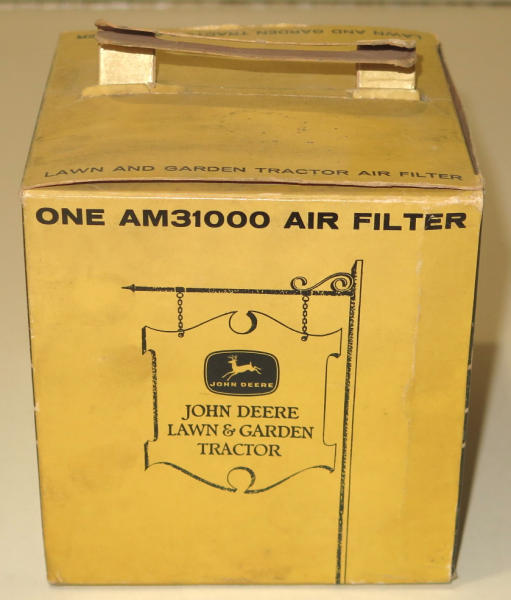 LAWN AND GARDEN TRACTOR AIR FILTER
ONE AM31000 AIR FILTER
JOHN DEERE
JOHN DEERE
LAWN & GARDEN
TRACTOR